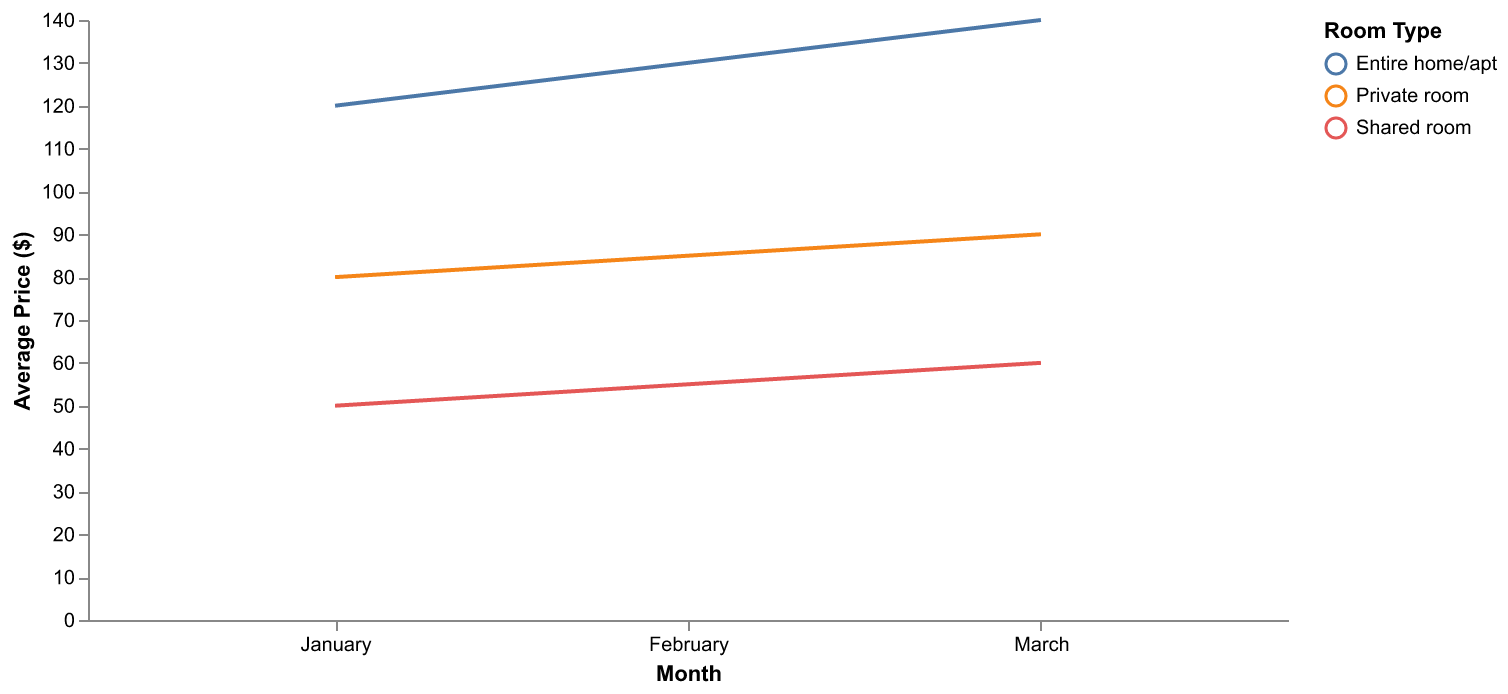 140
130
120
110
100
90
80
70
60
50
40
30
20
10
0
Average Price ($)
January
February
March
Month
Room Type
Entire home/apt
Private room
Shared room